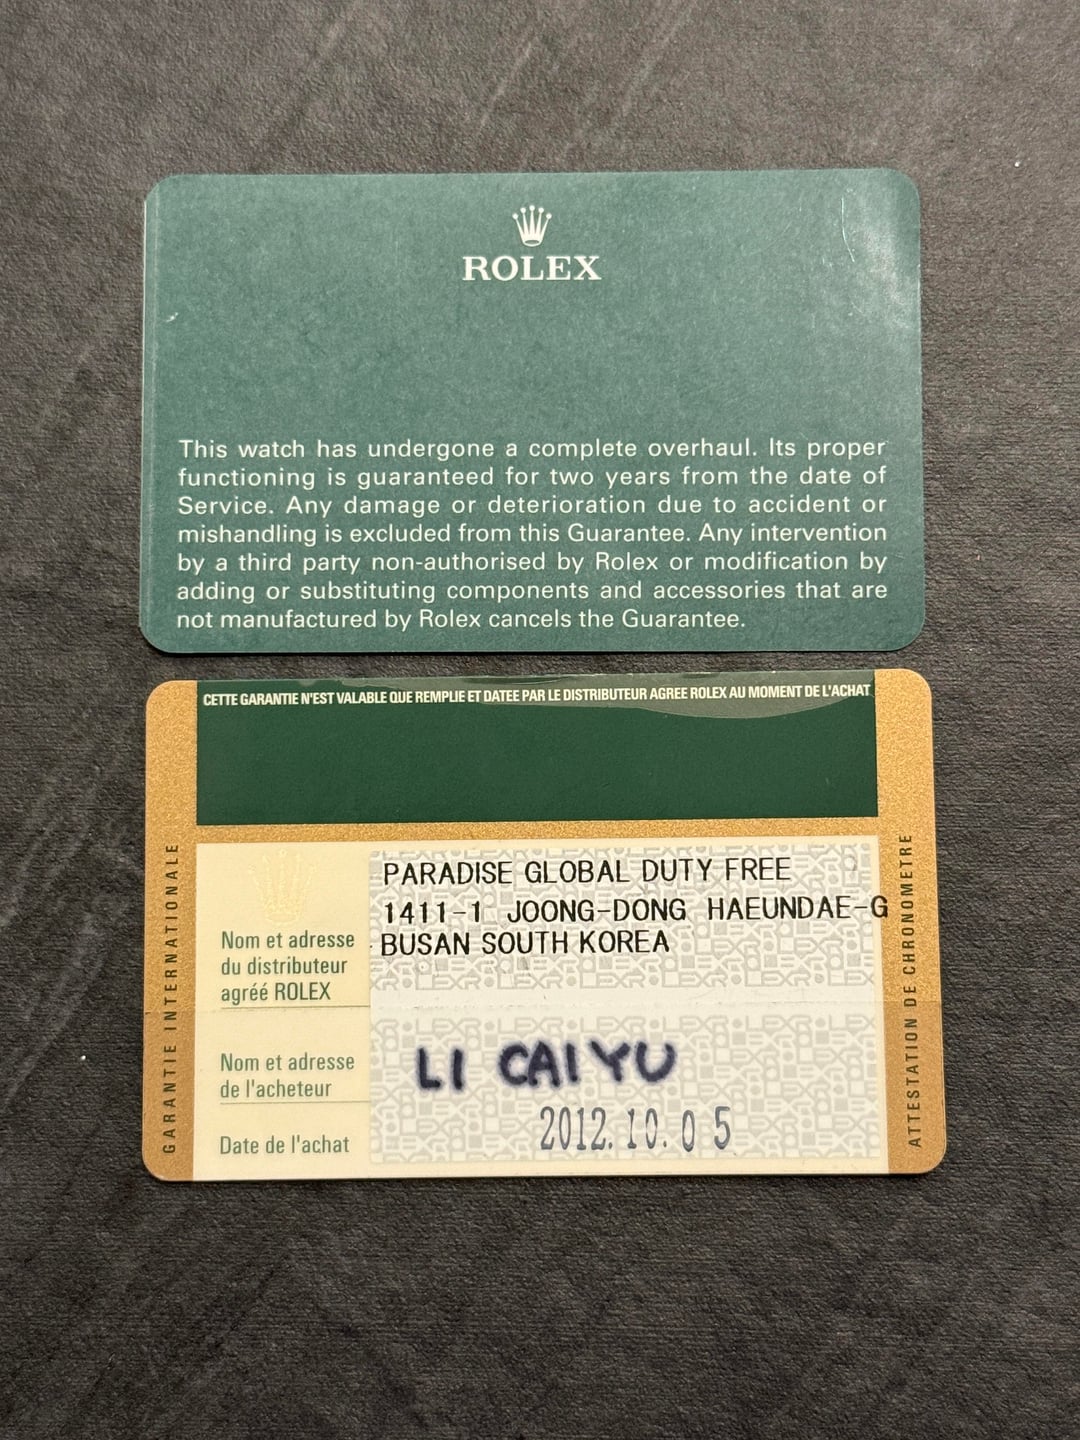 ROLEX
This watch has undergone a complete overhaul. Its proper
functioning is guaranteed for two years from the date of
Service. Any damage or deterioration due to accident or
mishandling is excluded from this Guarantee. Any intervention
by a third party non-authorised by Rolex or modification by
adding or substituting components and accessories that are
not manufactured by Rolex cancels the Guarantee.
CETTE GARANTIE N'EST VALABLE QUE REMPLIE ET DATEE PAR LE DISTRIBUTEUR AGREE ROLEX AU MOMENT DE L'ACHAT
GARANTIE INTERNATIONALE
Nom et adresse
du distributeur
agréé ROLEX
PARADISE GLOBAL DUTY FREE
1411-1 JOONG-DONG HAEUNDAE-G
BUSAN SOUTH KOREA
Nom et adresse
de l'acheteur
LI CAIYU
Date de l'achat
2012.10.05
ATTESTATION DE CHRONOMETRE